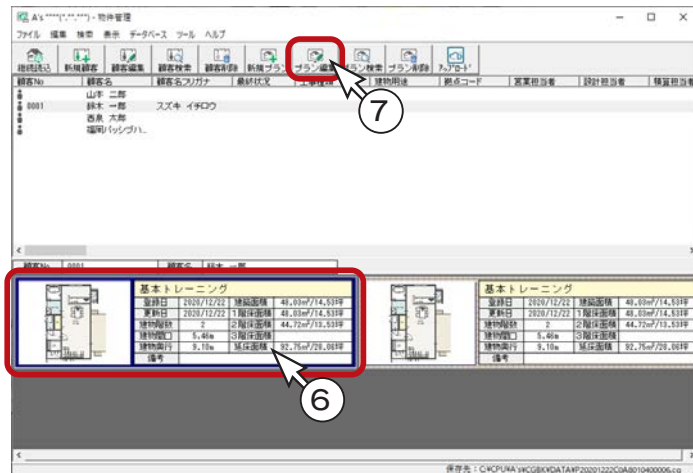 A's ****(*.**.***) - 物件管理
ファイル 編集 検索 表示 データベース ツール ヘルプ
継続読込 新規顧客 顧客編集 顧客検索 顧客削除 新規プラン プラン編集 プラン検索 プラン削除 アップロード
顧客No 顧客名 顧客名フリガナ 最終状況 工事種類 建物用途 拠点コード 営業担当者 設計担当者 積算担当者
山本 二郎
0001 鈴木 一郎 スズキ イチロウ
西泉 太郎
福岡パッシブハ..
⑦
顧客No 0001 顧客名 鈴木 一郎
基本トレーニング 基本トレーニング
登録日 2020/12/22 建築面積 48.03m²/14.53坪 登録日 2020/12/22 建築面積 48.03m²/14.53坪
更新日 2020/12/22 1階床面積 48.03m²/14.53坪 更新日 2020/12/22 1階床面積 48.03m²/14.53坪
建物階数 2 2階床面積 44.72m²/13.53坪 建物階数 2 2階床面積 44.72m²/13.53坪
建物間口 5.46m 3階床面積 建物間口 5.46m 3階床面積
建物奥行 9.10m 延床面積 92.75m²/28.06坪 建物奥行 9.10m 延床面積 92.75m²/28.06坪
備考 備考
⑥
保存先 : C:¥CPU¥A's¥CGBK¥DATA¥P20201222C0A8010400006.cg